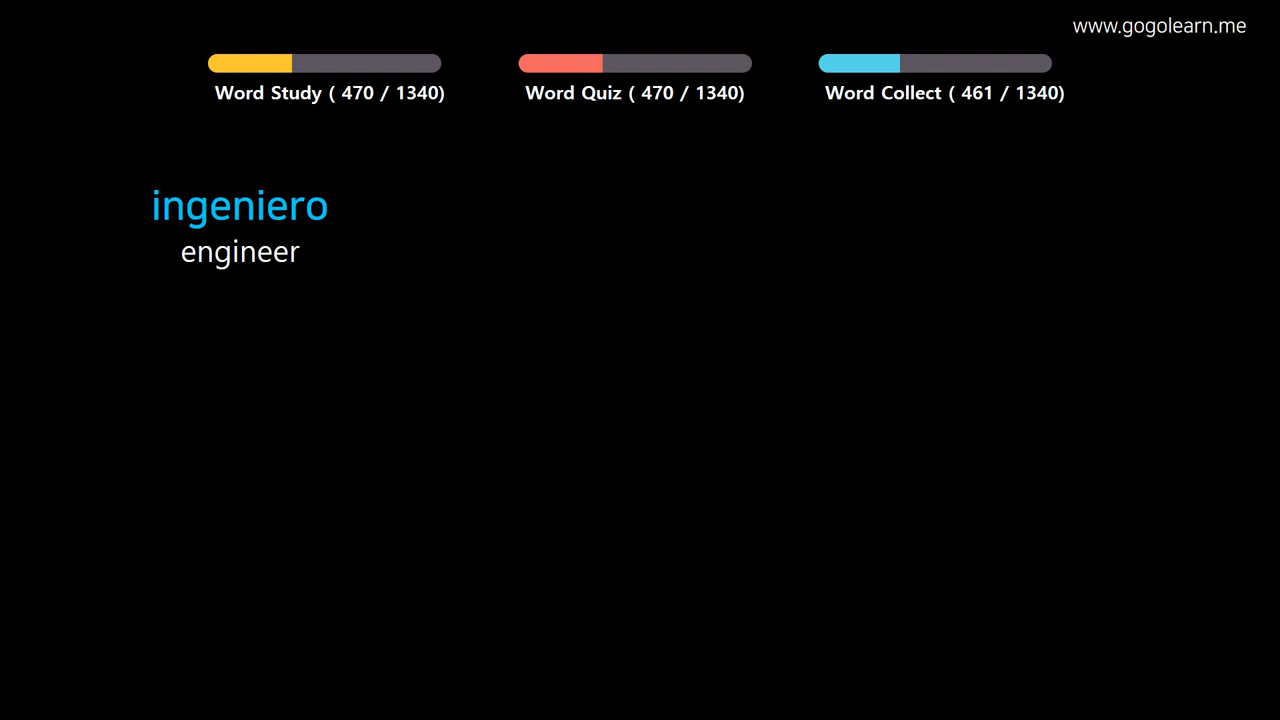 www.gogolearn.me
Word Study ( 470 / 1340)
Word Quiz ( 470 / 1340)
Word Collect ( 461 / 1340)
ingeniero
engineer